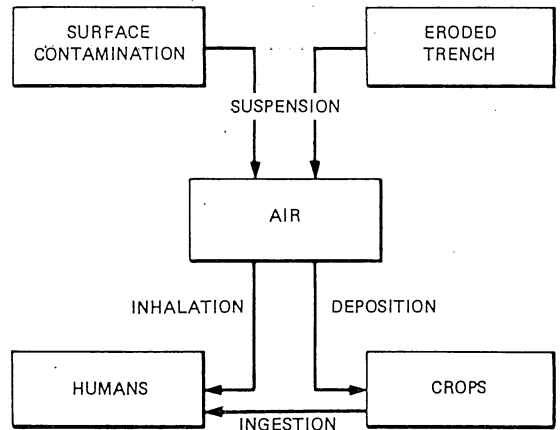 SURFACE
CONTAMINATION
ERODED
TRENCH
SUSPENSION
AIR
INHALATION
DEPOSITION
HUMANS
CROPS
INGESTION